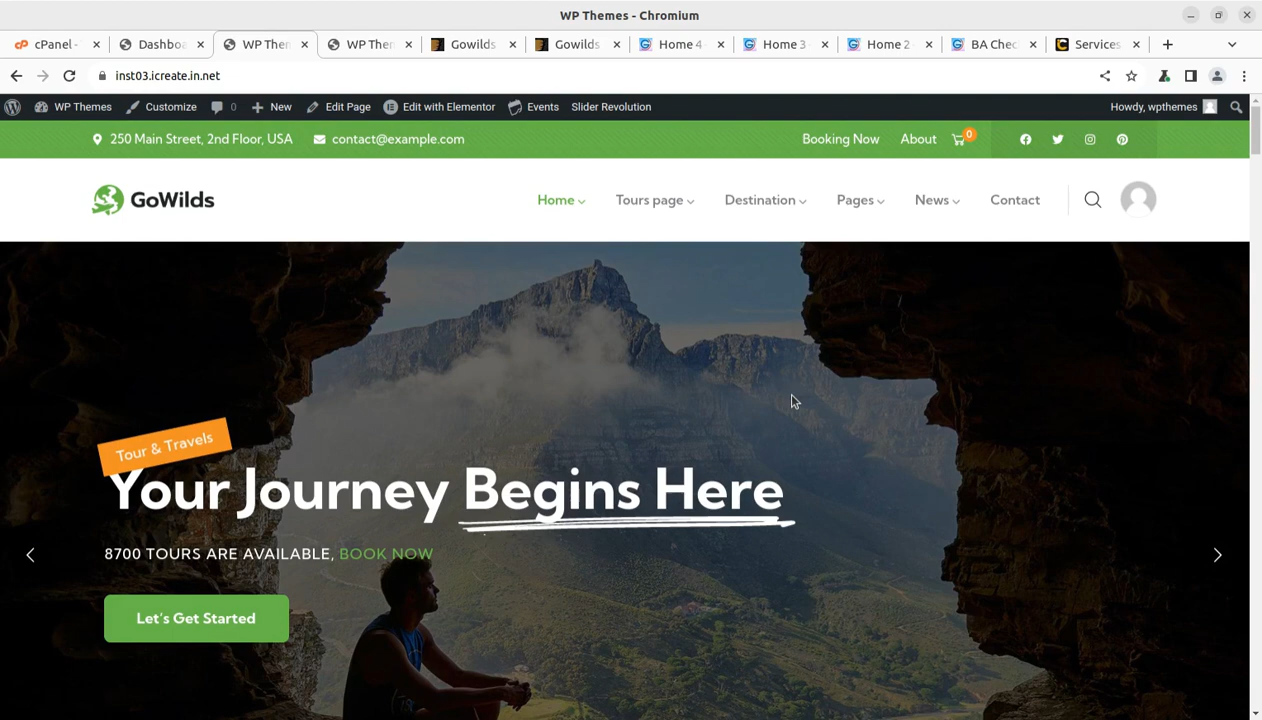 WP Themes - Chromium
cPanel - Dashboa WP Them WP Them Gowilds Gowilds Home 4 Home 3 Home 2 - BA Chec Services
inst03.icreate.in.net
WP Themes Customize 0 New Edit Page Edit with Elementor Events Slider Revolution Howdy, wpthemes
250 Main Street, 2nd Floor, USA contact@example.com Booking Now About 0
GoWilds Home Tours page Destination Pages News Contact
Tour & Travels
Your Journey Begins Here
8700 TOURS ARE AVAILABLE, BOOK NOW
Let's Get Started